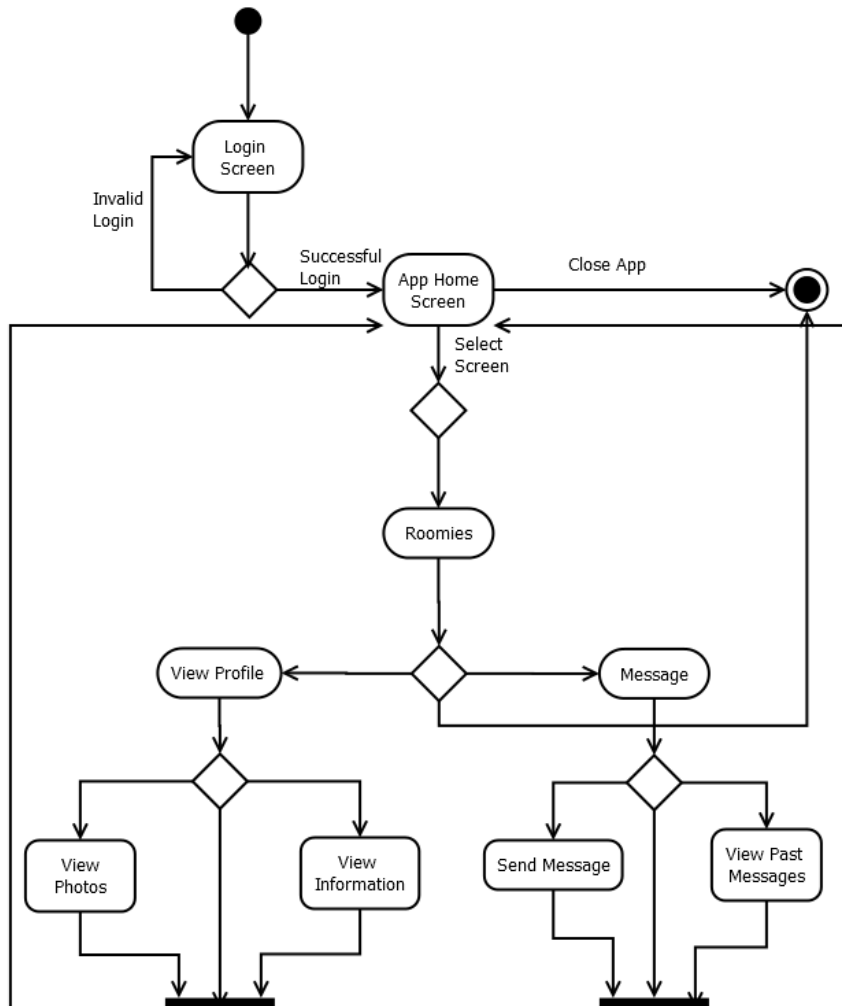 Login
Screen
Invalid
Login
Successful
Login
App Home
Screen
Close App
Select
Screen
Roomies
View Profile
Message
View
Photos
View
Information
Send Message
View Past
Messages